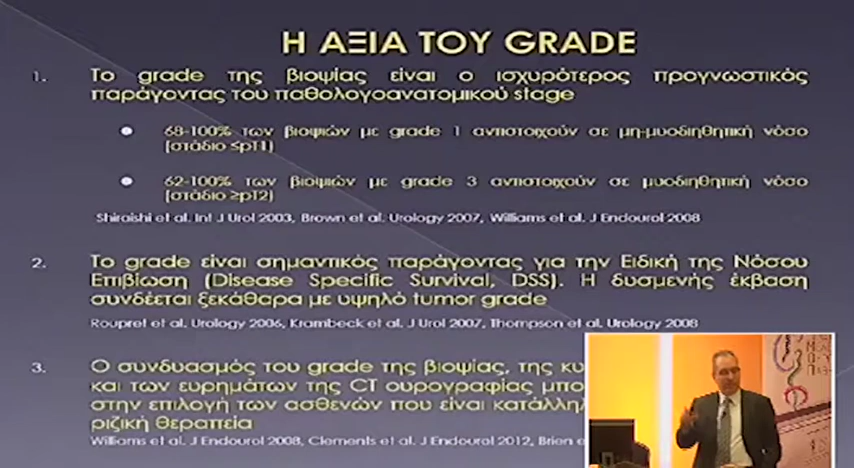 Η ΑΞΙΑ ΤΟΥ GRADE
1. Το grade της βιοψίας είναι ο ισχυρότερος προγνωστικός
παράγοντας του παθολογοανατομικού stage
● 68-100% των βιοψιών με grade 1 αντιστοιχούν σε μη-μυοδιηθητική νόσο
(στάδιο ≤pT1)
● 62-100% των βιοψιών με grade 3 αντιστοιχούν σε μυοδιηθητική νόσο
(στάδιο ≥pT2)
Shiraishi et al. Int J Urol 2003, Brown et al. Urology 2007, Williams et al. J Endourol 2008
2. Το grade είναι σημαντικός παράγοντας για την Ειδική της Νόσου
Επιβίωση (Disease Specific Survival, DSS). Η δυσμενής έκβαση
συνδέεται ξεκάθαρα με υψηλό tumor grade
Roupret et al. Urology 2006, Krambeck et al. J Urol 2007, Thompson et al. Urology 2008
3. Ο συνδυασμός του grade της βιοψίας, της
και των ευρημάτων της CT ουρογραφίας
στην επιλογή των ασθενών που είναι
ριζική θεραπεία
Williams et al. J Endourol 2008, Clements et al. J Endourol 2012, Brien